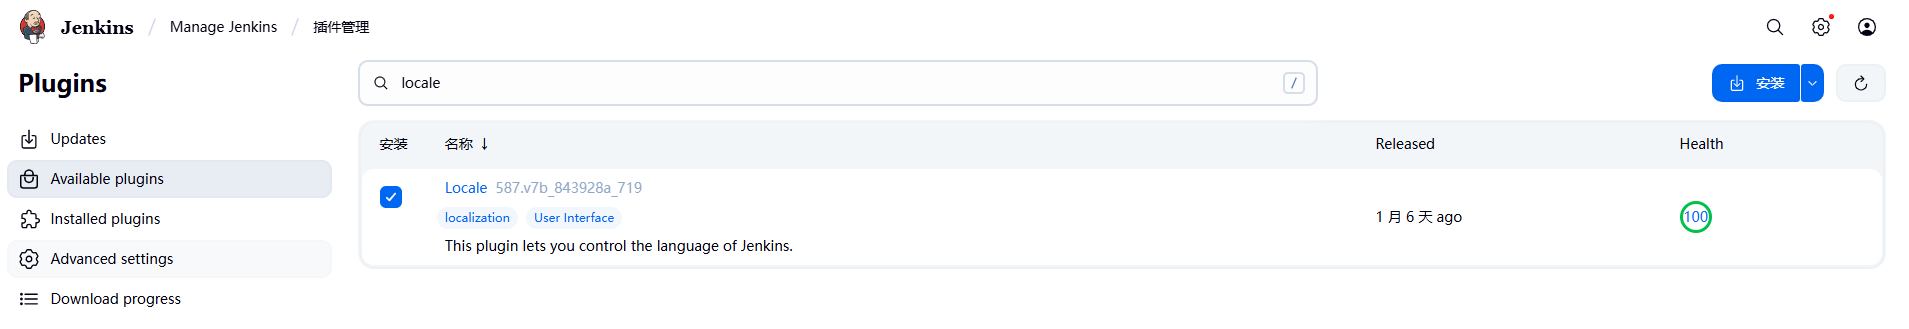 Jenkins / Manage Jenkins / 插件管理
Plugins
locale /
安装
Updates
Available plugins
Installed plugins
Advanced settings
Download progress
安装 名称 ↓ Released Health
Locale 587.v7b_843928a_719
localization User Interface
This plugin lets you control the language of Jenkins.
1 月 6 天 ago
100